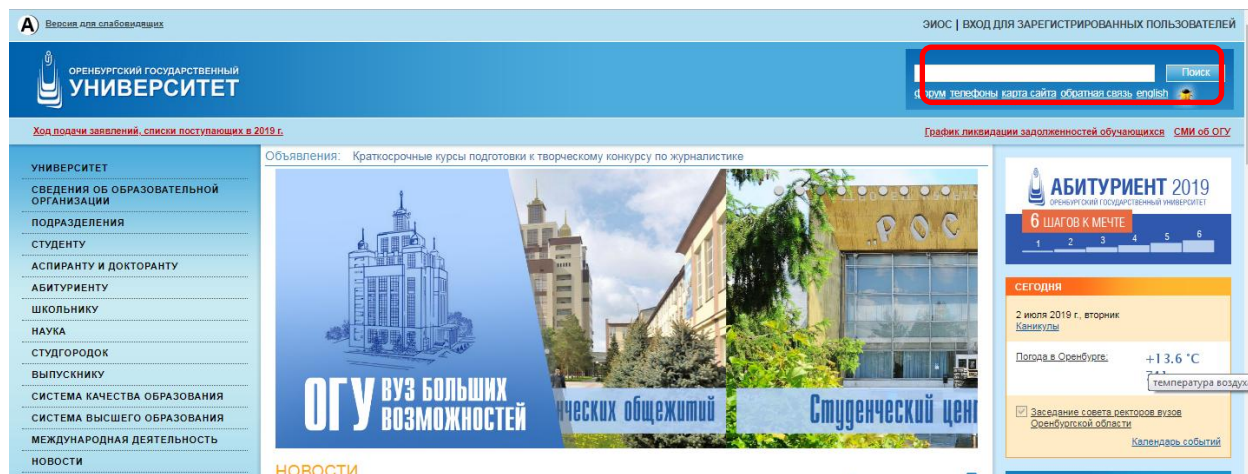 Версия для слабовидящих
ЭИОС | ВХОД ДЛЯ ЗАРЕГИСТРИРОВАННЫХ ПОЛЬЗОВАТЕЛЕЙ
ОРЕНБУРГСКИЙ ГОСУДАРСТВЕННЫЙ
УНИВЕРСИТЕТ
Поиск
форум телефоны карта сайта обратная связь english
Ход подачи заявлений, списки поступающих в 2019 г.
График ликвидации задолженностей обучающихся СМИ об ОГУ
УНИВЕРСИТЕТ
СВЕДЕНИЯ ОБ ОБРАЗОВАТЕЛЬНОЙ
ОРГАНИЗАЦИИ
ПОДРАЗДЕЛЕНИЯ
СТУДЕНТУ
АСПИРАНТУ И ДОКТОРАНТУ
АБИТУРИЕНТУ
ШКОЛЬНИКУ
НАУКА
СТУДГОРОДОК
ВЫПУСКНИКУ
СИСТЕМА КАЧЕСТВА ОБРАЗОВАНИЯ
СИСТЕМА ВЫСШЕГО ОБРАЗОВАНИЯ
МЕЖДУНАРОДНАЯ ДЕЯТЕЛЬНОСТЬ
НОВОСТИ
Объявления: Краткосрочные курсы подготовки к творческому конкурсу по журналистике
РОС
ОГУ ВУЗ БОЛЬШИХ
ВОЗМОЖНОСТЕЙ
ческих общежитий
Студенческий цен
НОВОСТИ
АБИТУРИЕНТ 2019
ОРЕНБУРГСКИЙ ГОСУДАРСТВЕННЫЙ УНИВЕРСИТЕТ
6 ШАГОВ К МЕЧТЕ
1 2 3 4 5 6
СЕГОДНЯ
2 июля 2019 г., вторник
Каникулы
Погода в Оренбурге: +13.6 °C
температура воздуха
Заседание совета ректоров вузов
Оренбургской области
Календарь событий